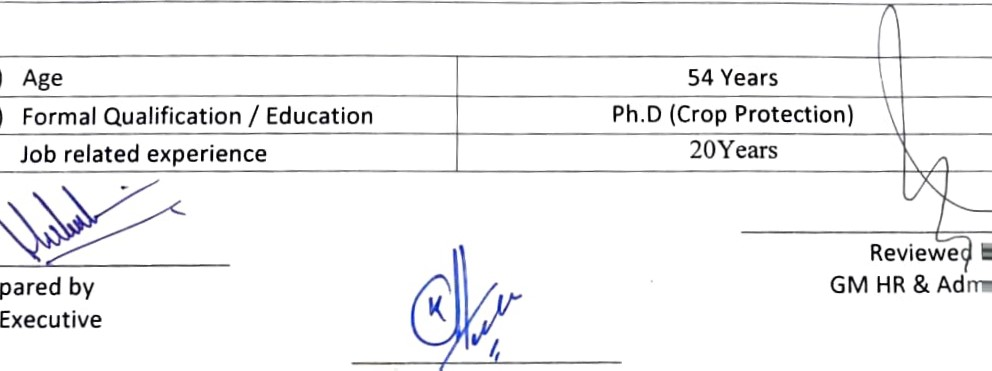 ) Age 54 Years
) Formal Qualification / Education Ph.D (Crop Protection)
Job related experience 20Years
Reviewed
pared by GM HR & Adm
Executive